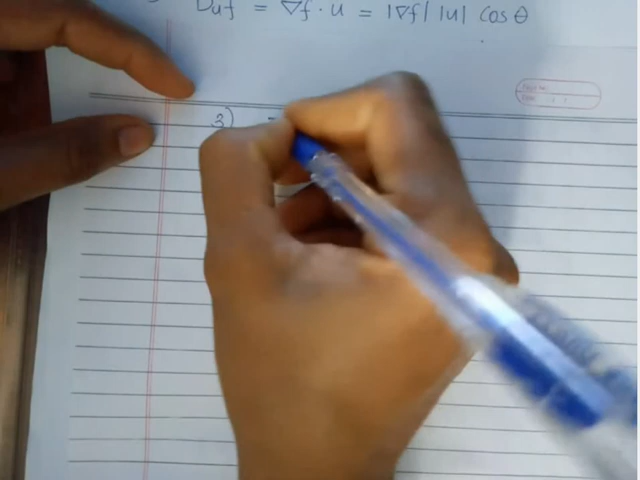 Duf = ∇f · u = |∇f| |u| cos θ
3)